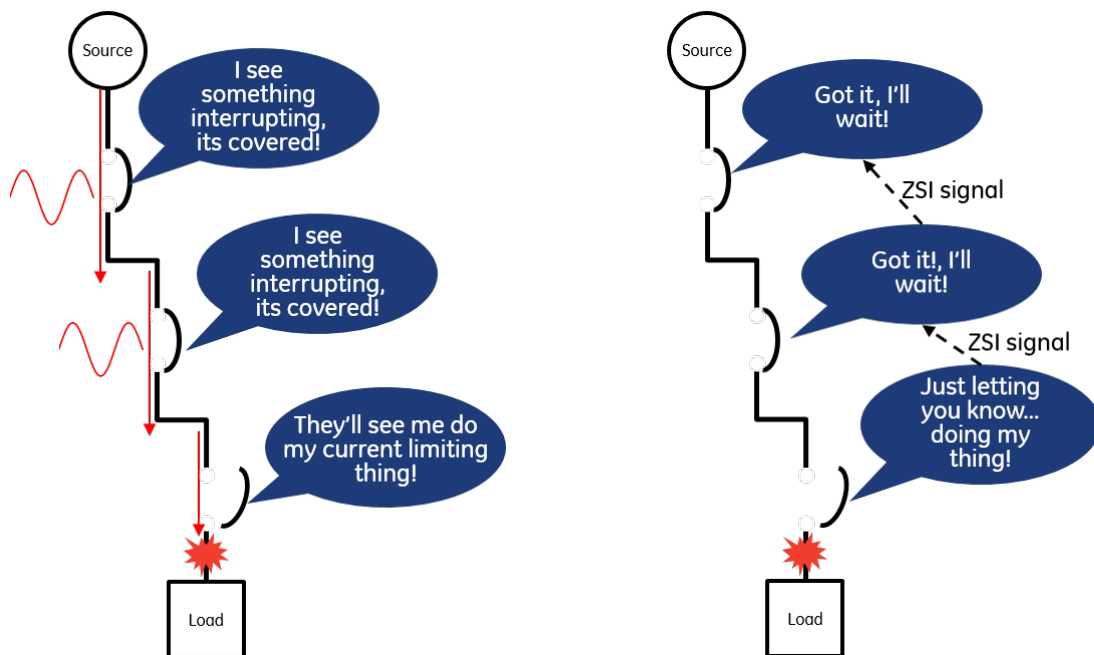 Source
I see
something
interrupting,
its covered!
I see
something
interrupting,
its covered!
They'll see me do
my current limiting
thing!
Load
Source
Got it, I'll
wait!
ZSI signal
Got it!, I'll
wait!
ZSI signal
Just letting
you know...
doing my
thing!
Load